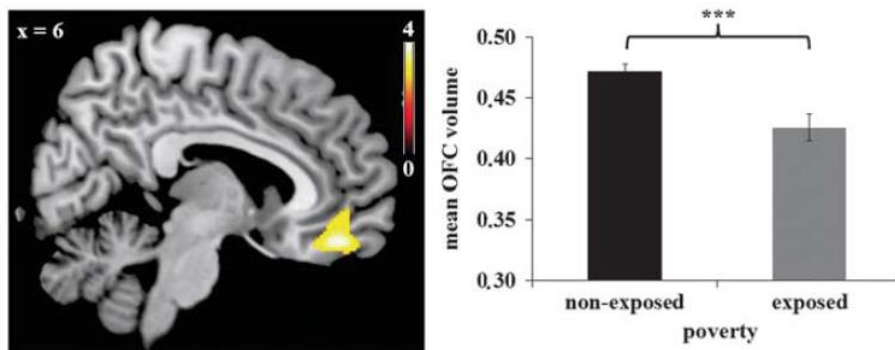 x = 6
4
0
***
0.50
0.45
0.40
0.35
0.30
mean OFC volume
non-exposed
exposed
poverty